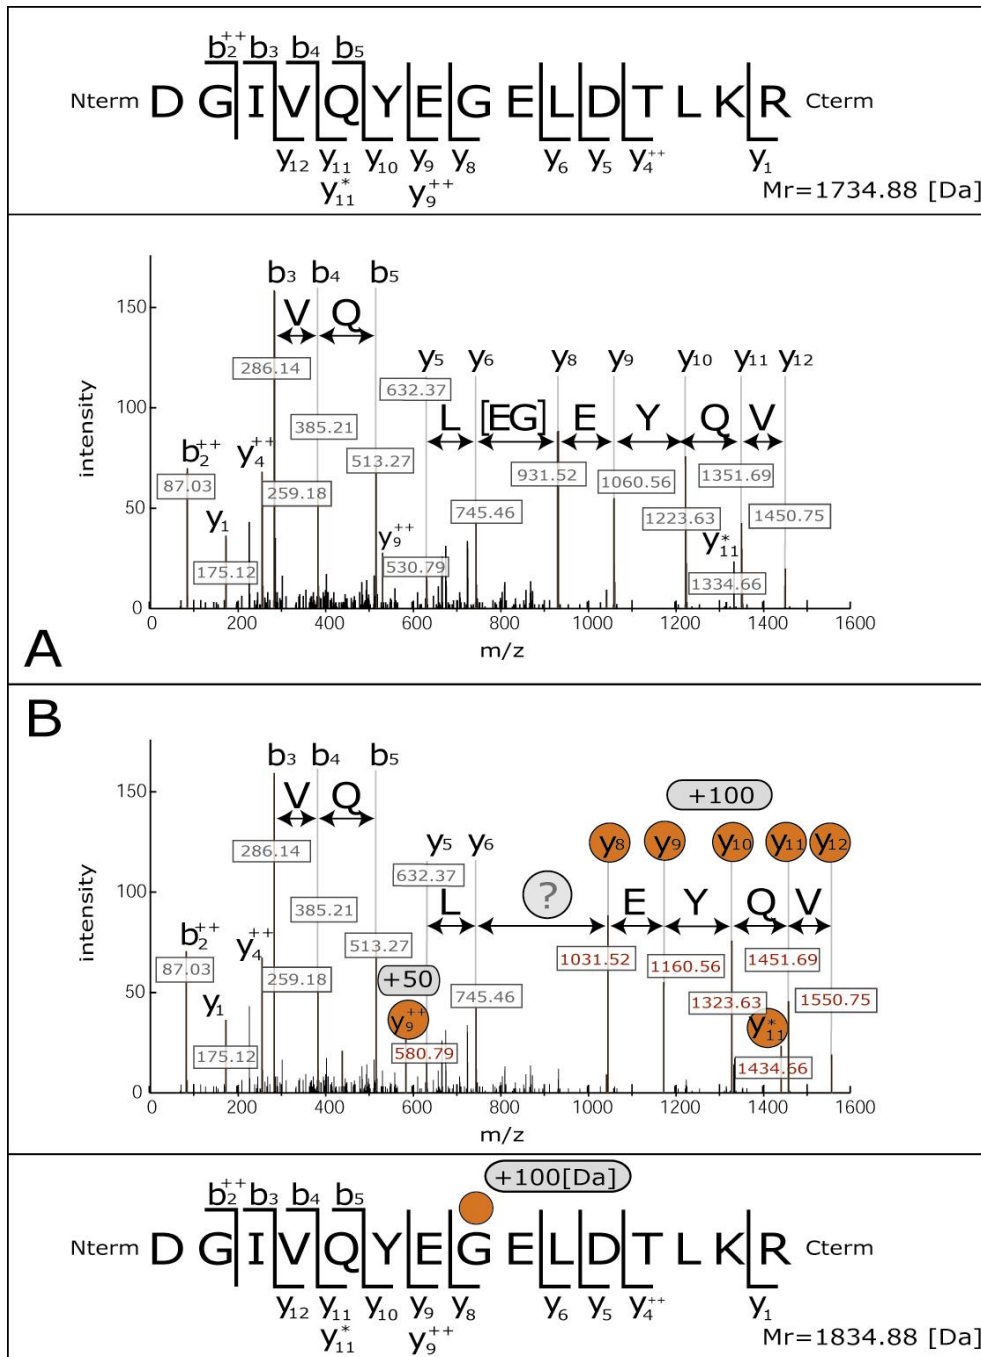 b2++ b3 b4 b5
Nterm D G I V Q Y E G E L D T L K R Cterm
y12 y11 y10 y9 y8 y6 y5 y4++ y1
y11* y9++
Mr=1734.88 [Da]
A
intensity
150
100
50
0
b3 b4 b5
V Q
y5 y6 y8 y9 y10 y11 y12
632.37
286.14
L [EG] E Y Q V
385.21
b2++ y4++
513.27 931.52 1060.56 1351.69
87.03 259.18
y1 y9++ 745.46 1223.63 y11* 1450.75
175.12 530.79 1334.66
0 200 400 600 800 1000 1200 1400 1600
m/z
B
intensity
150
100
50
0
b3 b4 b5
+100
V Q
y5 y6 y8 y9 y10 y11 y12
632.37
286.14
L ? E Y Q V
385.21
b2++ y4++
513.27 1031.52 1160.56 1451.69
87.03 259.18 +50
y1 y9++ 745.46 1323.63 y11* 1550.75
175.12 580.79 1434.66
0 200 400 600 800 1000 1200 1400 1600
m/z
+100[Da]
b2++ b3 b4 b5
Nterm D G I V Q Y E G E L D T L K R Cterm
y12 y11 y10 y9 y8 y6 y5 y4++ y1
y11* y9++
Mr=1834.88 [Da]